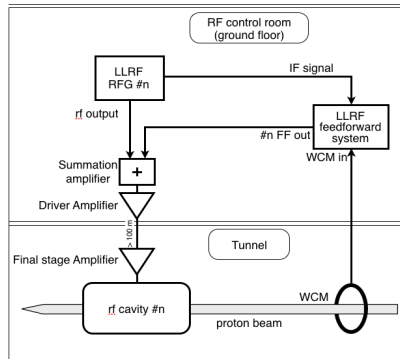 RF control room
(ground floor)
LLRF
RFG #n
IF signal
rf output
LLRF
feedforward
system
#n FF out
WCM in
Summation
amplifier
+
Driver Amplifier
> 100 m
Tunnel
Final stage Amplifier
WCM
rf cavity #n
proton beam